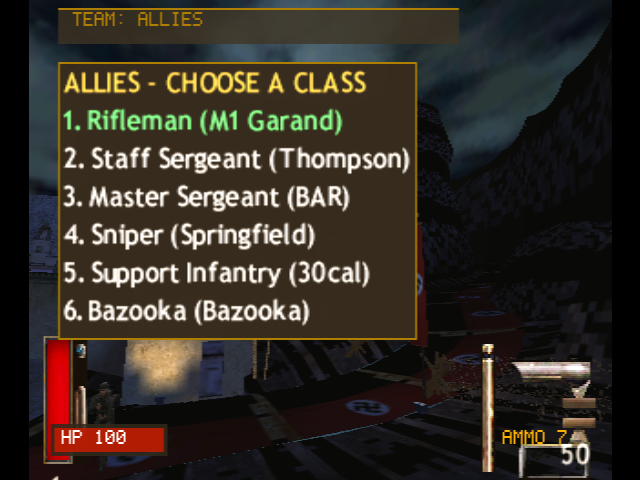 TEAM: ALLIES
ALLIES - CHOOSE A CLASS
1. Rifleman (M1 Garand)
2. Staff Sergeant (Thompson)
3. Master Sergeant (BAR)
4. Sniper (Springfield)
5. Support Infantry (30cal)
6. Bazooka (Bazooka)
HP 100
AMMO 7
50